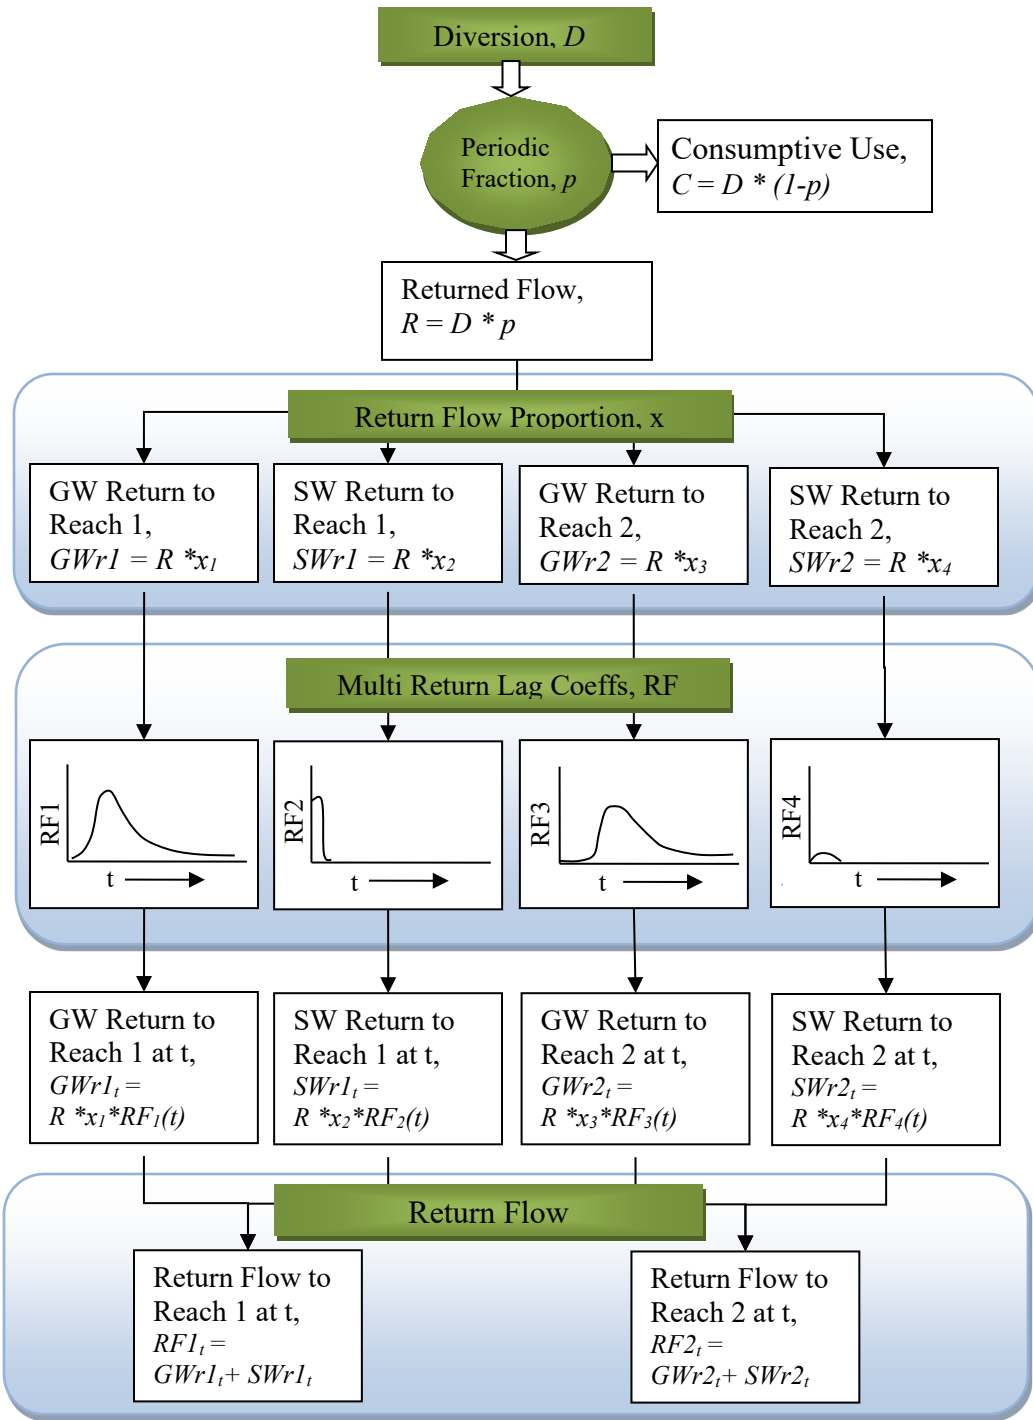 Diversion, D
Periodic
Fraction, p
Consumptive Use,
C = D * (1-p)
Returned Flow,
R = D * p
Return Flow Proportion, x
GW Return to
Reach 1,
GWr1 = R *x1
SW Return to
Reach 1,
SWr1 = R *x2
GW Return to
Reach 2,
GWr2 = R *x3
SW Return to
Reach 2,
SWr2 = R *x4
Multi Return Lag Coeffs, RF
RF1
t
RF2
t
RF3
t
RF4
t
GW Return to
Reach 1 at t,
GWr1t =
R *x1*RF1(t)
SW Return to
Reach 1 at t,
SWr1t =
R *x2*RF2(t)
GW Return to
Reach 2 at t,
GWr2t =
R *x3*RF3(t)
SW Return to
Reach 2 at t,
SWr2t =
R *x4*RF4(t)
Return Flow
Return Flow to
Reach 1 at t,
RF1t =
GWr1t+ SWr1t
Return Flow to
Reach 2 at t,
RF2t =
GWr2t+ SWr2t